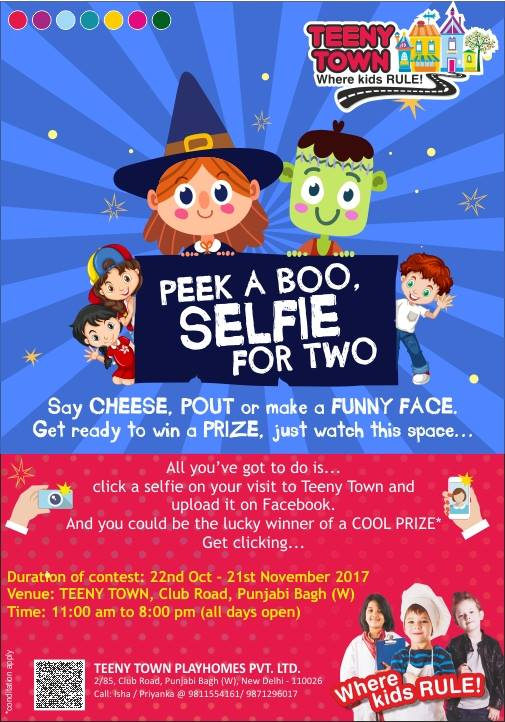 TEENY
TOWN
Where kids RULE!
PEEK A BOO,
SELFIE
FOR TWO
Say CHEESE, POUT or make a FUNNY FACE.
Get ready to win a PRIZE, just watch this space...
All you've got to do is...
click a selfie on your visit to Teeny Town and
upload it on Facebook.
And you could be the lucky winner of a COOL PRIZE*
Get clicking...
Duration of contest: 22nd Oct - 21st November 2017
Venue: TEENY TOWN, Club Road, Punjabi Bagh (W)
Time: 11:00 am to 8:00 pm (all days open)
*condition apply
TEENY TOWN PLAYHOMES PVT. LTD.
2/85, Club Road, Punjabi Bagh (W), New Delhi - 110026
Call: Isha / Priyanka @ 9811554161/ 9871296017
Where
kids RULE!